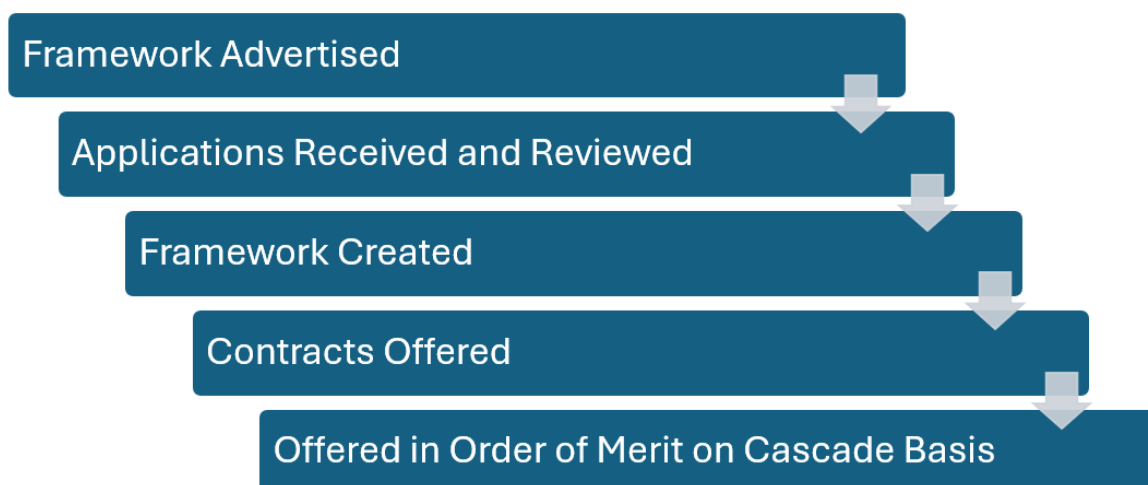 Framework Advertised
Applications Received and Reviewed
Framework Created
Contracts Offered
Offered in Order of Merit on Cascade Basis